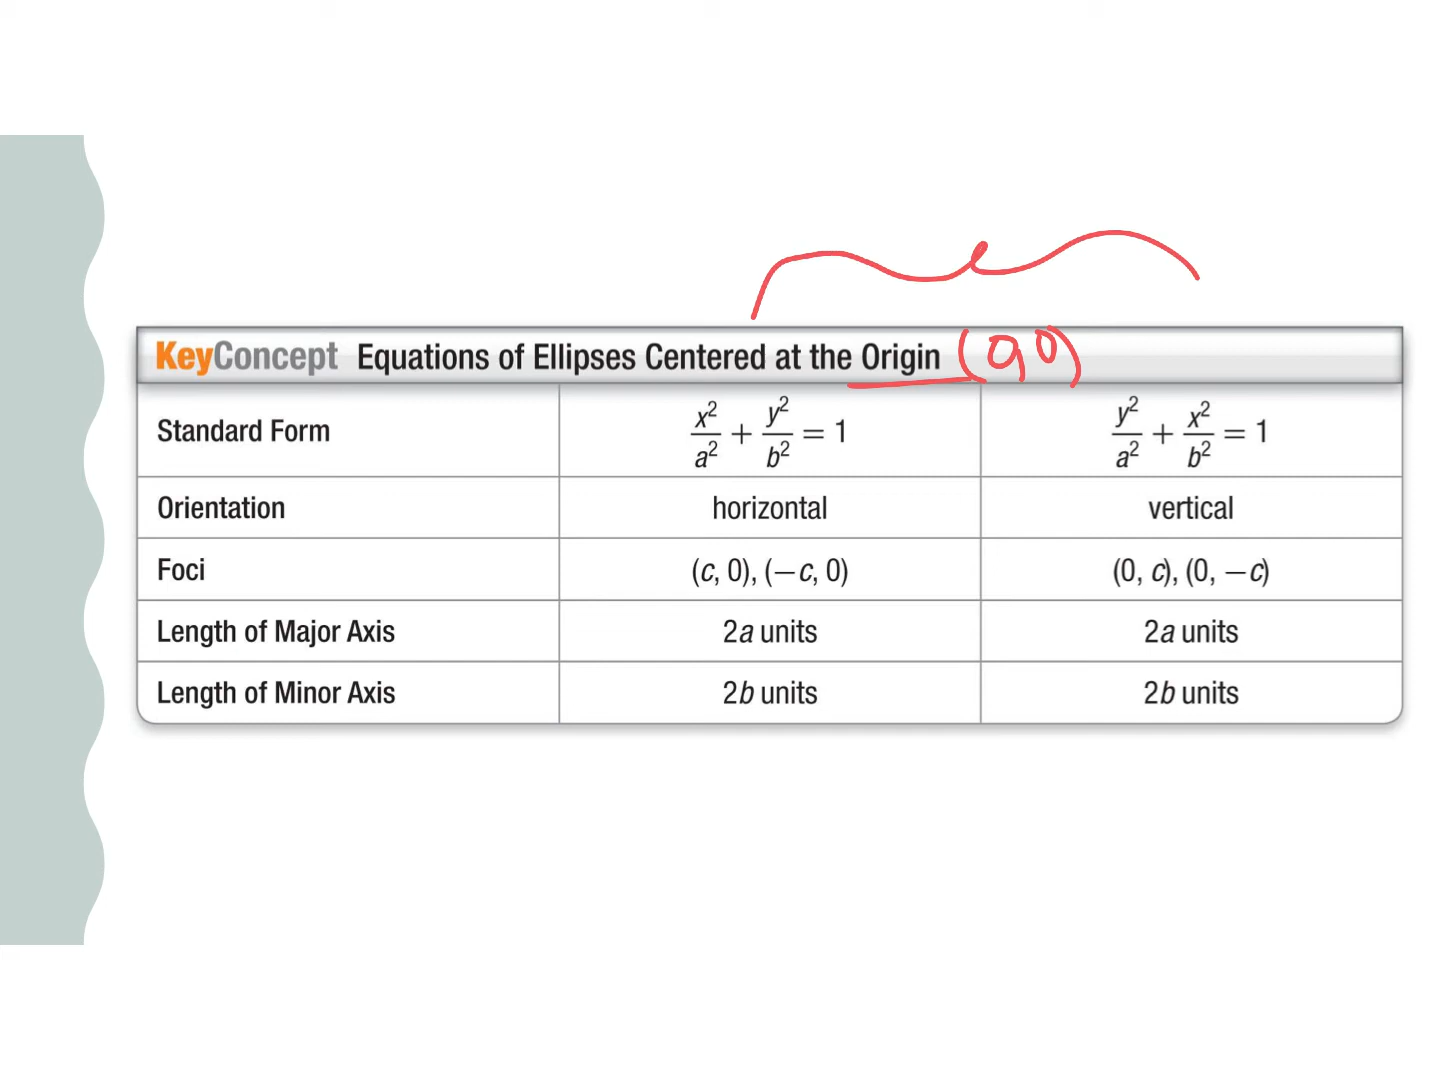 KeyConcept Equations of Ellipses Centered at the Origin (0,0)
Standard Form x²/a² + y²/b² = 1 y²/a² + x²/b² = 1
Orientation horizontal vertical
Foci (c, 0), (−c, 0) (0, c), (0, −c)
Length of Major Axis 2a units 2a units
Length of Minor Axis 2b units 2b units